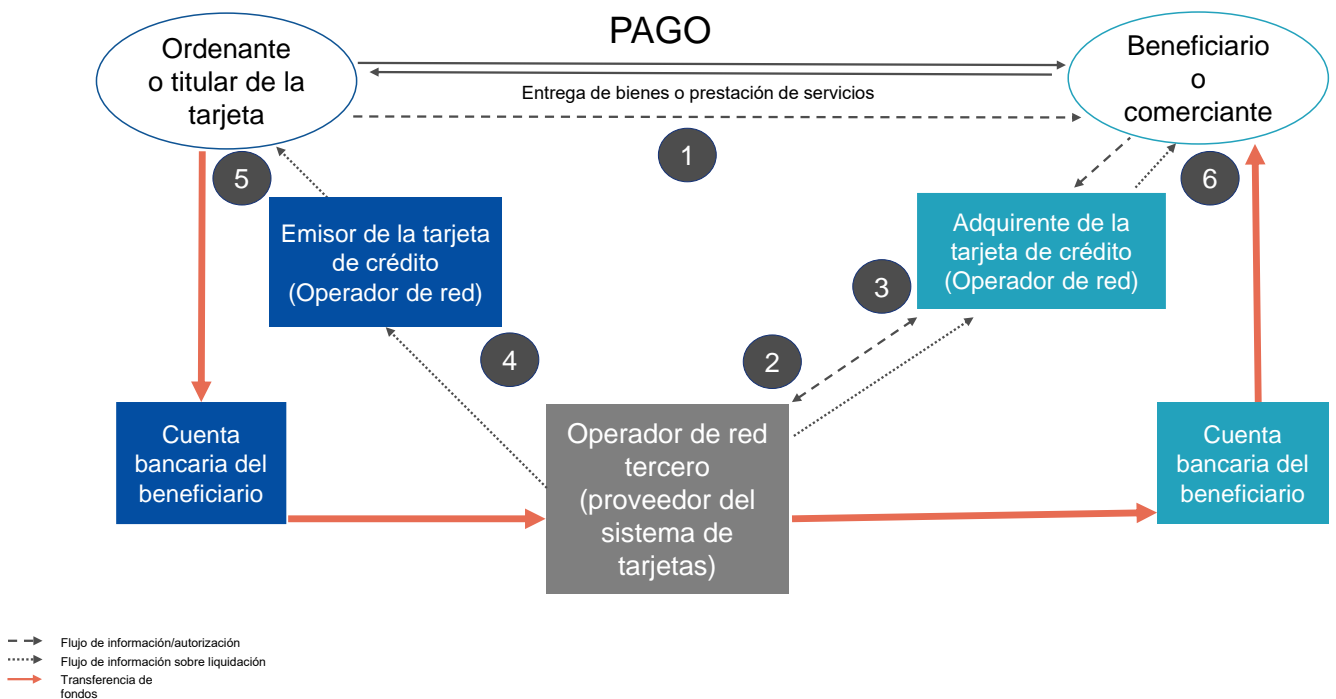 PAGO
Ordenante
o titular de la
tarjeta
Beneficiario
o
comerciante
Entrega de bienes o prestación de servicios
1
5
6
Emisor de la tarjeta
de crédito
(Operador de red)
Adquirente de la
tarjeta de crédito
(Operador de red)
3
4
2
Cuenta
bancaria del
beneficiario
Operador de red
tercero
(proveedor del
sistema de
tarjetas)
Cuenta
bancaria del
beneficiario
Flujo de información/autorización
Flujo de información sobre liquidación
Transferencia de
fondos